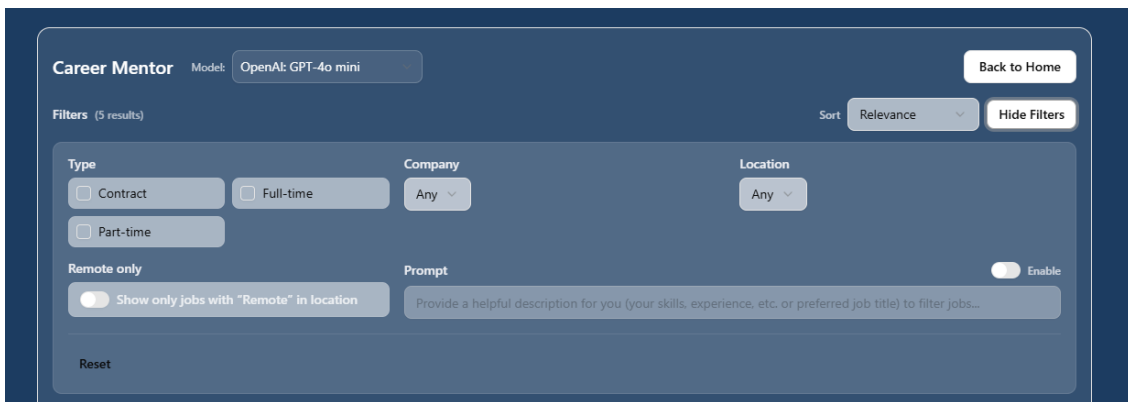 Career Mentor Model: OpenAI: GPT-4o mini Back to Home
Filters (5 results) Sort Relevance Hide Filters
Type Company Location
Contract Full-time Any Any
Part-time
Remote only Prompt Enable
Show only jobs with "Remote" in location Provide a helpful description for you (your skills, experience, etc. or preferred job title) to filter jobs...
Reset